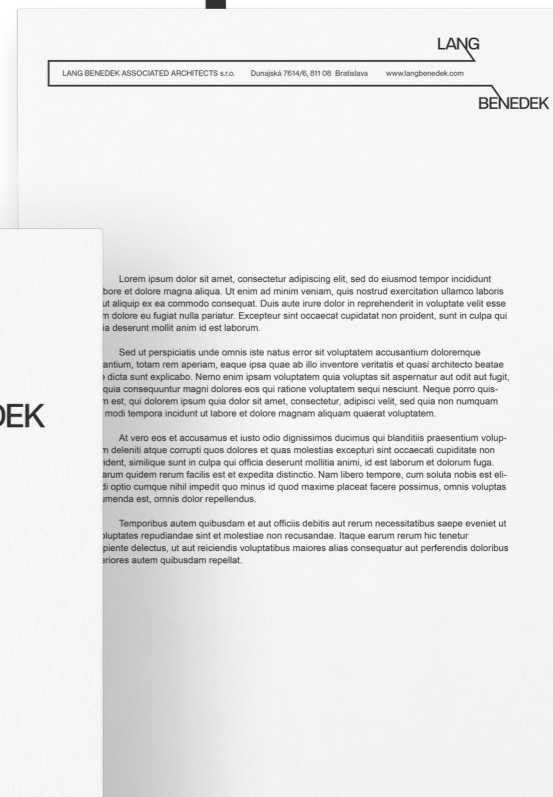 LANG
LANG BENEDEK ASSOCIATED ARCHITECTS s.r.o. Dunajská 7614/6, 811 08 Bratislava www.langbenedek.com
BENEDEK
Lorem ipsum dolor sit amet, consectetur adipiscing elit, sed do eiusmod tempor incididunt
bore et dolore magna aliqua. Ut enim ad minim veniam, quis nostrud exercitation ullamco laboris
ut aliquip ex ea commodo consequat. Duis aute irure dolor in reprehenderit in voluptate velit esse
m dolore eu fugiat nulla pariatur. Excepteur sint occaecat cupidatat non proident, sunt in culpa qui
ia deserunt mollit anim id est laborum.
Sed ut perspiciatis unde omnis iste natus error sit voluptatem accusantium doloremque
antium, totam rem aperiam, eaque ipsa quae ab illo inventore veritatis et quasi architecto beatae
dicta sunt explicabo. Nemo enim ipsam voluptatem quia voluptas sit aspernatur aut odit aut fugit,
quia consequuntur magni dolores eos qui ratione voluptatem sequi nesciunt. Neque porro quis-
m est, qui dolorem ipsum quia dolor sit amet, consectetur, adipisci velit, sed quia non numquam
modi tempora incidunt ut labore et dolore magnam aliquam quaerat voluptatem.
At vero eos et accusamus et iusto odio dignissimos ducimus qui blanditiis praesentium volup-
m deleniti atque corrupti quos dolores et quas molestias excepturi sint occaecati cupiditate non
ident, similique sunt in culpa qui officia deserunt mollitia animi, id est laborum et dolorum fuga.
arum quidem rerum facilis est et expedita distinctio. Nam libero tempore, cum soluta nobis est eli-
di optio cumque nihil impedit quo minus id quod maxime placeat facere possimus, omnis voluptas
umenda est, omnis dolor repellendus.
Temporibus autem quibusdam et aut officiis debitis aut rerum necessitatibus saepe eveniet ut
oluptates repudiandae sint et molestiae non recusandae. Itaque earum rerum hic tenetur
piente delectus, ut aut reiciendis voluptatibus maiores alias consequatur aut perferendis doloribus
eriores autem quibusdam repellat.
DEK